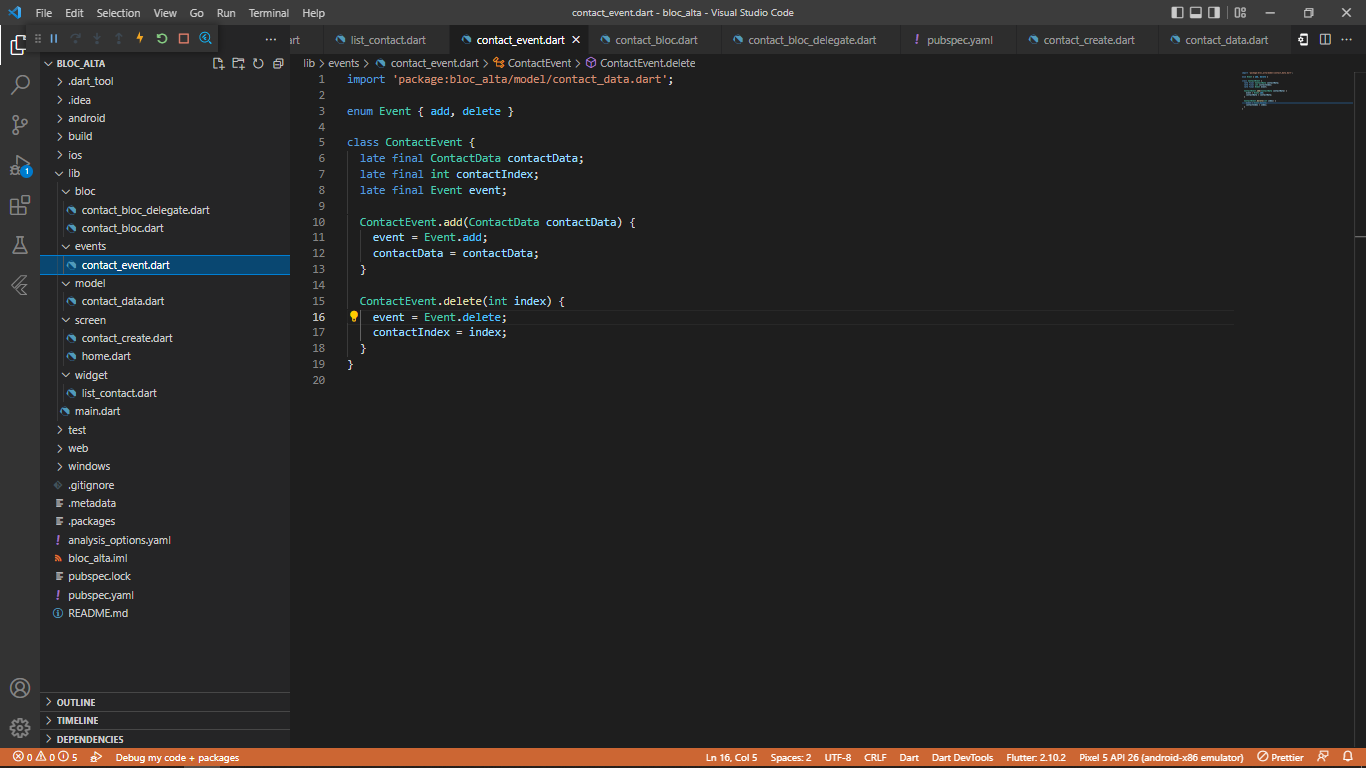 File Edit Selection View Go Run Terminal Help
contact_event.dart - bloc_alta - Visual Studio Code
art list_contact.dart contact_event.dart contact_bloc.dart contact_bloc_delegate.dart pubspec.yaml contact_create.dart contact_data.dart
lib > events > contact_event.dart > ContactEvent > ContactEvent.delete
BLOC_ALTA
.dart_tool
.idea
android
build
ios
lib
bloc
contact_bloc_delegate.dart
contact_bloc.dart
events
contact_event.dart
model
contact_data.dart
screen
contact_create.dart
home.dart
widget
list_contact.dart
main.dart
test
web
windows
.gitignore
.metadata
.packages
analysis_options.yaml
bloc_alta.iml
pubspec.lock
pubspec.yaml
README.md
OUTLINE
TIMELINE
DEPENDENCIES
1
1 import 'package:bloc_alta/model/contact_data.dart';
2
3 enum Event { add, delete }
4
5 class ContactEvent {
6 late final ContactData contactData;
7 late final int contactIndex;
8 late final Event event;
9
10 ContactEvent.add(ContactData contactData) {
11 event = Event.add;
12 contactData = contactData;
13 }
14
15 ContactEvent.delete(int index) {
16 event = Event.delete;
17 contactIndex = index;
18 }
19 }
20
0 0 5 Debug my code + packages Ln 16, Col 5 Spaces: 2 UTF-8 CRLF Dart Dart DevTools Flutter: 2.10.2 Pixel 5 API 26 (android-x86 emulator) Prettier